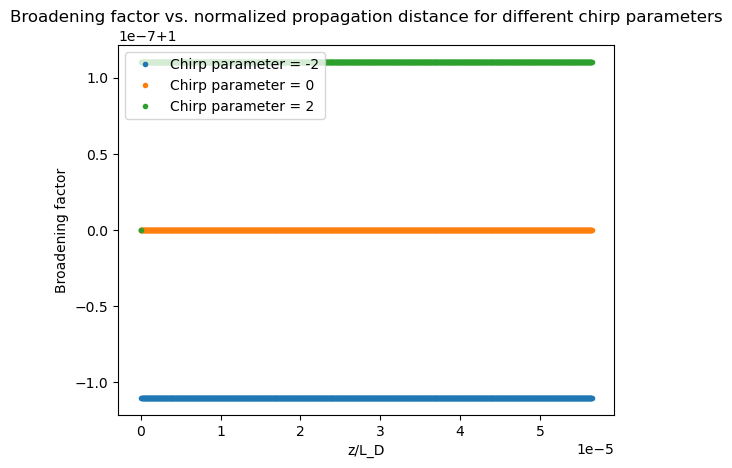 Broadening factor vs. normalized propagation distance for different chirp parameters
1e−7+1
Chirp parameter = -2
Chirp parameter = 0
Chirp parameter = 2
1.0
0.5
0.0
−0.5
−1.0
Broadening factor
0 1 2 3 4 5
1e−5
z/L_D